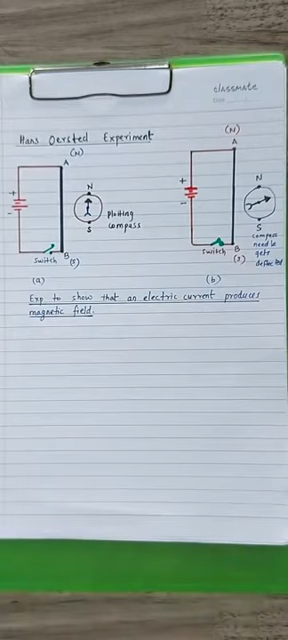 classmate
Date
Hans Oersted Experiment
(N)
A
+
-
N
S
Plotting
compass
Switch
B
(S)
(a)
(N)
A
+
-
N
S
compass
needle
gets
deflected
Switch
B
(S)
(b)
Exp to show that an electric current produces
magnetic field.